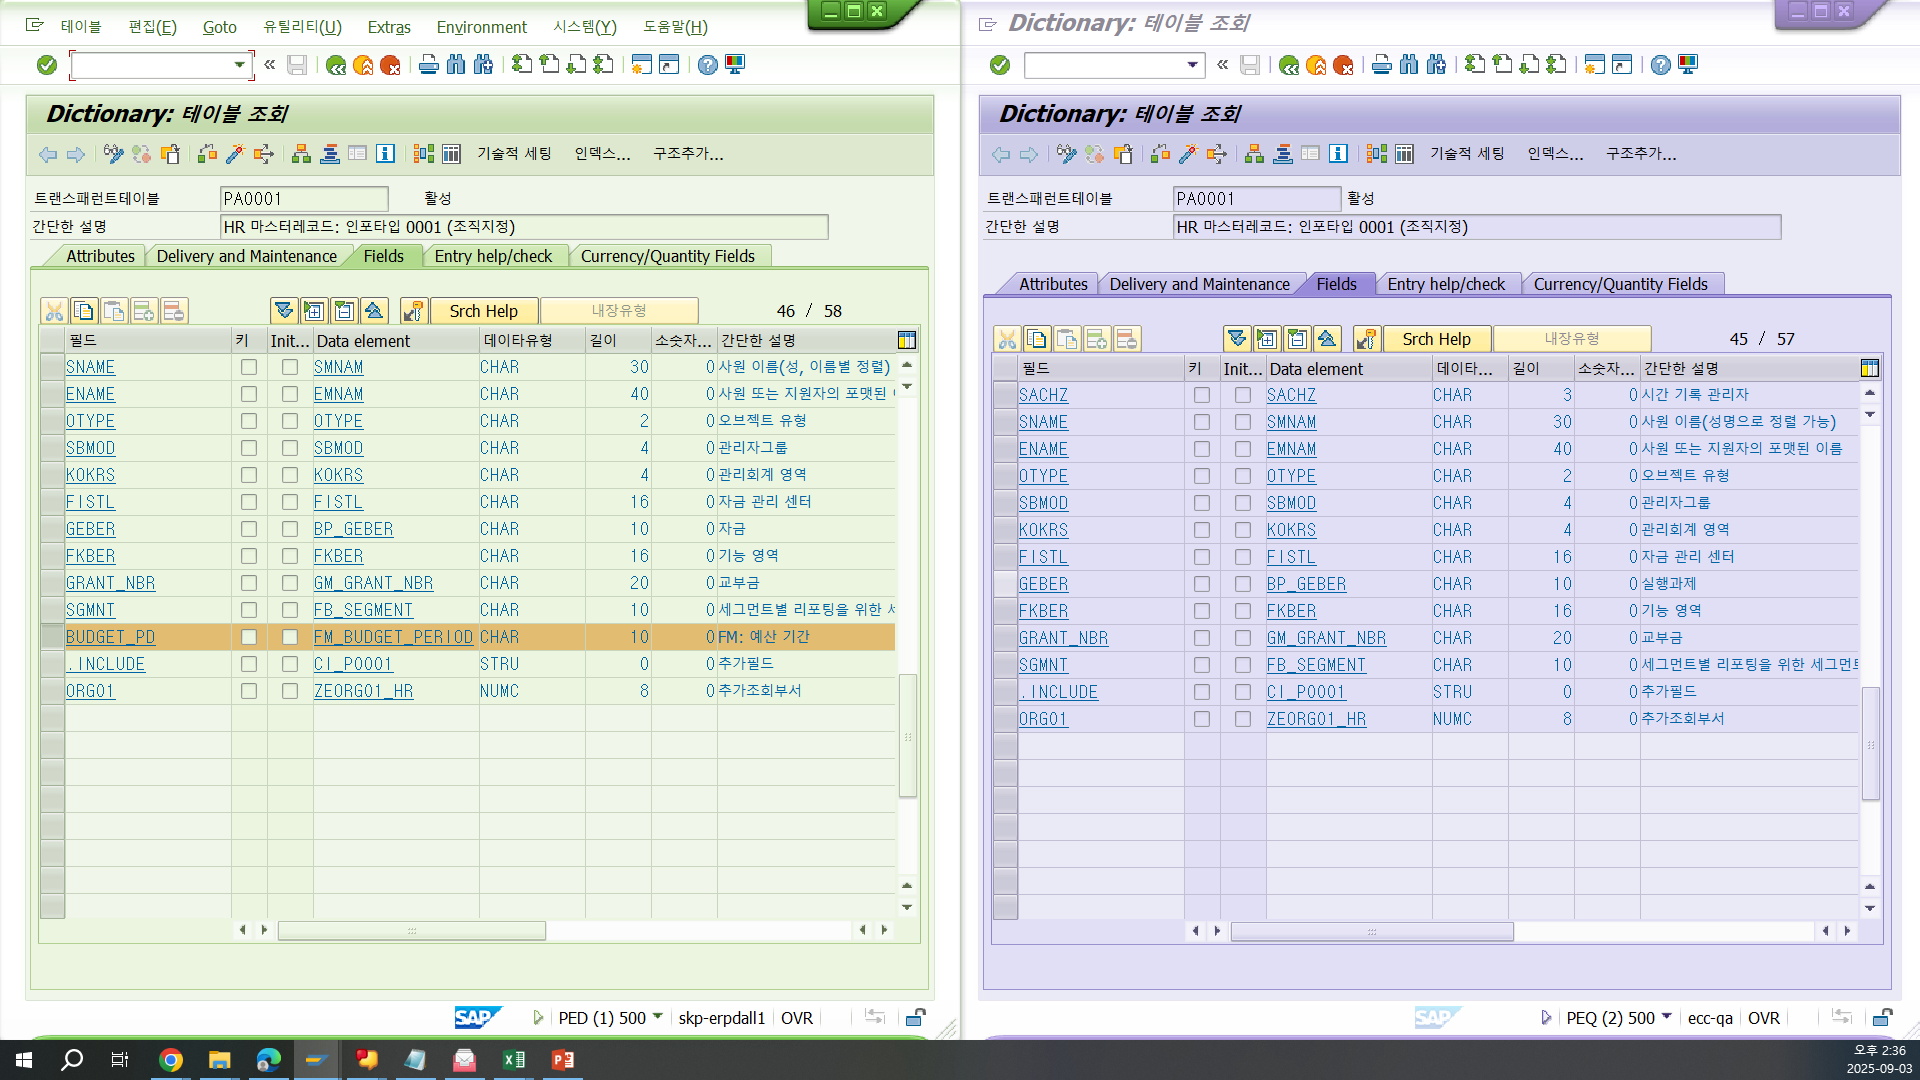 테이블 편집(E) Goto 유틸리티(U) Extras Environment 시스템(Y) 도움말(H)
Dictionary: 테이블 조회
기술적 세팅 인덱스... 구조추가...
트랜스패런트테이블 PA0001 활성
간단한 설명 HR 마스터레코드: 인포타입 0001 (조직지정)
Attributes Delivery and Maintenance Fields Entry help/check Currency/Quantity Fields
Srch Help 내장유형 46 / 58
필드 키 Init... Data element 데이타유형 길이 소숫자... 간단한 설명
SNAME SMNAM CHAR 30 0 사원 이름(성, 이름별 정렬)
ENAME EMNAM CHAR 40 0 사원 또는 지원자의 포맷된
OTYPE OTYPE CHAR 2 0 오브젝트 유형
SBMOD SBMOD CHAR 4 0 관리자그룹
KOKRS KOKRS CHAR 4 0 관리회계 영역
FISTL FISTL CHAR 16 0 자금 관리 센터
GEBER BP_GEBER CHAR 10 0 자금
FKBER FKBER CHAR 16 0 기능 영역
GRANT_NBR GM_GRANT_NBR CHAR 20 0 교부금
SGMNT FB_SEGMENT CHAR 10 0 세그먼트별 리포팅을 위한
BUDGET_PD FM_BUDGET_PERIOD CHAR 10 0 FM: 예산 기간
.INCLUDE CI_P0001 STRU 0 0 추가필드
ORG01 ZEORG01_HR NUMC 8 0 추가조회부서
SAP PED (1) 500 skp-erpdall1 OVR
Dictionary: 테이블 조회
Dictionary: 테이블 조회
기술적 세팅 인덱스... 구조추가...
트랜스패런트테이블 PA0001 활성
간단한 설명 HR 마스터레코드: 인포타입 0001 (조직지정)
Attributes Delivery and Maintenance Fields Entry help/check Currency/Quantity Fields
Srch Help 내장유형 45 / 57
필드 키 Init... Data element 데이타... 길이 소숫자... 간단한 설명
SACHZ SACHZ CHAR 3 0 시간 기록 관리자
SNAME SMNAM CHAR 30 0 사원 이름(성명으로 정렬 가능)
ENAME EMNAM CHAR 40 0 사원 또는 지원자의 포맷된 이름
OTYPE OTYPE CHAR 2 0 오브젝트 유형
SBMOD SBMOD CHAR 4 0 관리자그룹
KOKRS KOKRS CHAR 4 0 관리회계 영역
FISTL FISTL CHAR 16 0 자금 관리 센터
GEBER BP_GEBER CHAR 10 0 실행과제
FKBER FKBER CHAR 16 0 기능 영역
GRANT_NBR GM_GRANT_NBR CHAR 20 0 교부금
SGMNT FB_SEGMENT CHAR 10 0 세그먼트별 리포팅을 위한 세그먼트
.INCLUDE CI_P0001 STRU 0 0 추가필드
ORG01 ZEORG01_HR NUMC 8 0 추가조회부서
SAP PEQ (2) 500 ecc-qa OVR
오후 2:36
2025-09-03